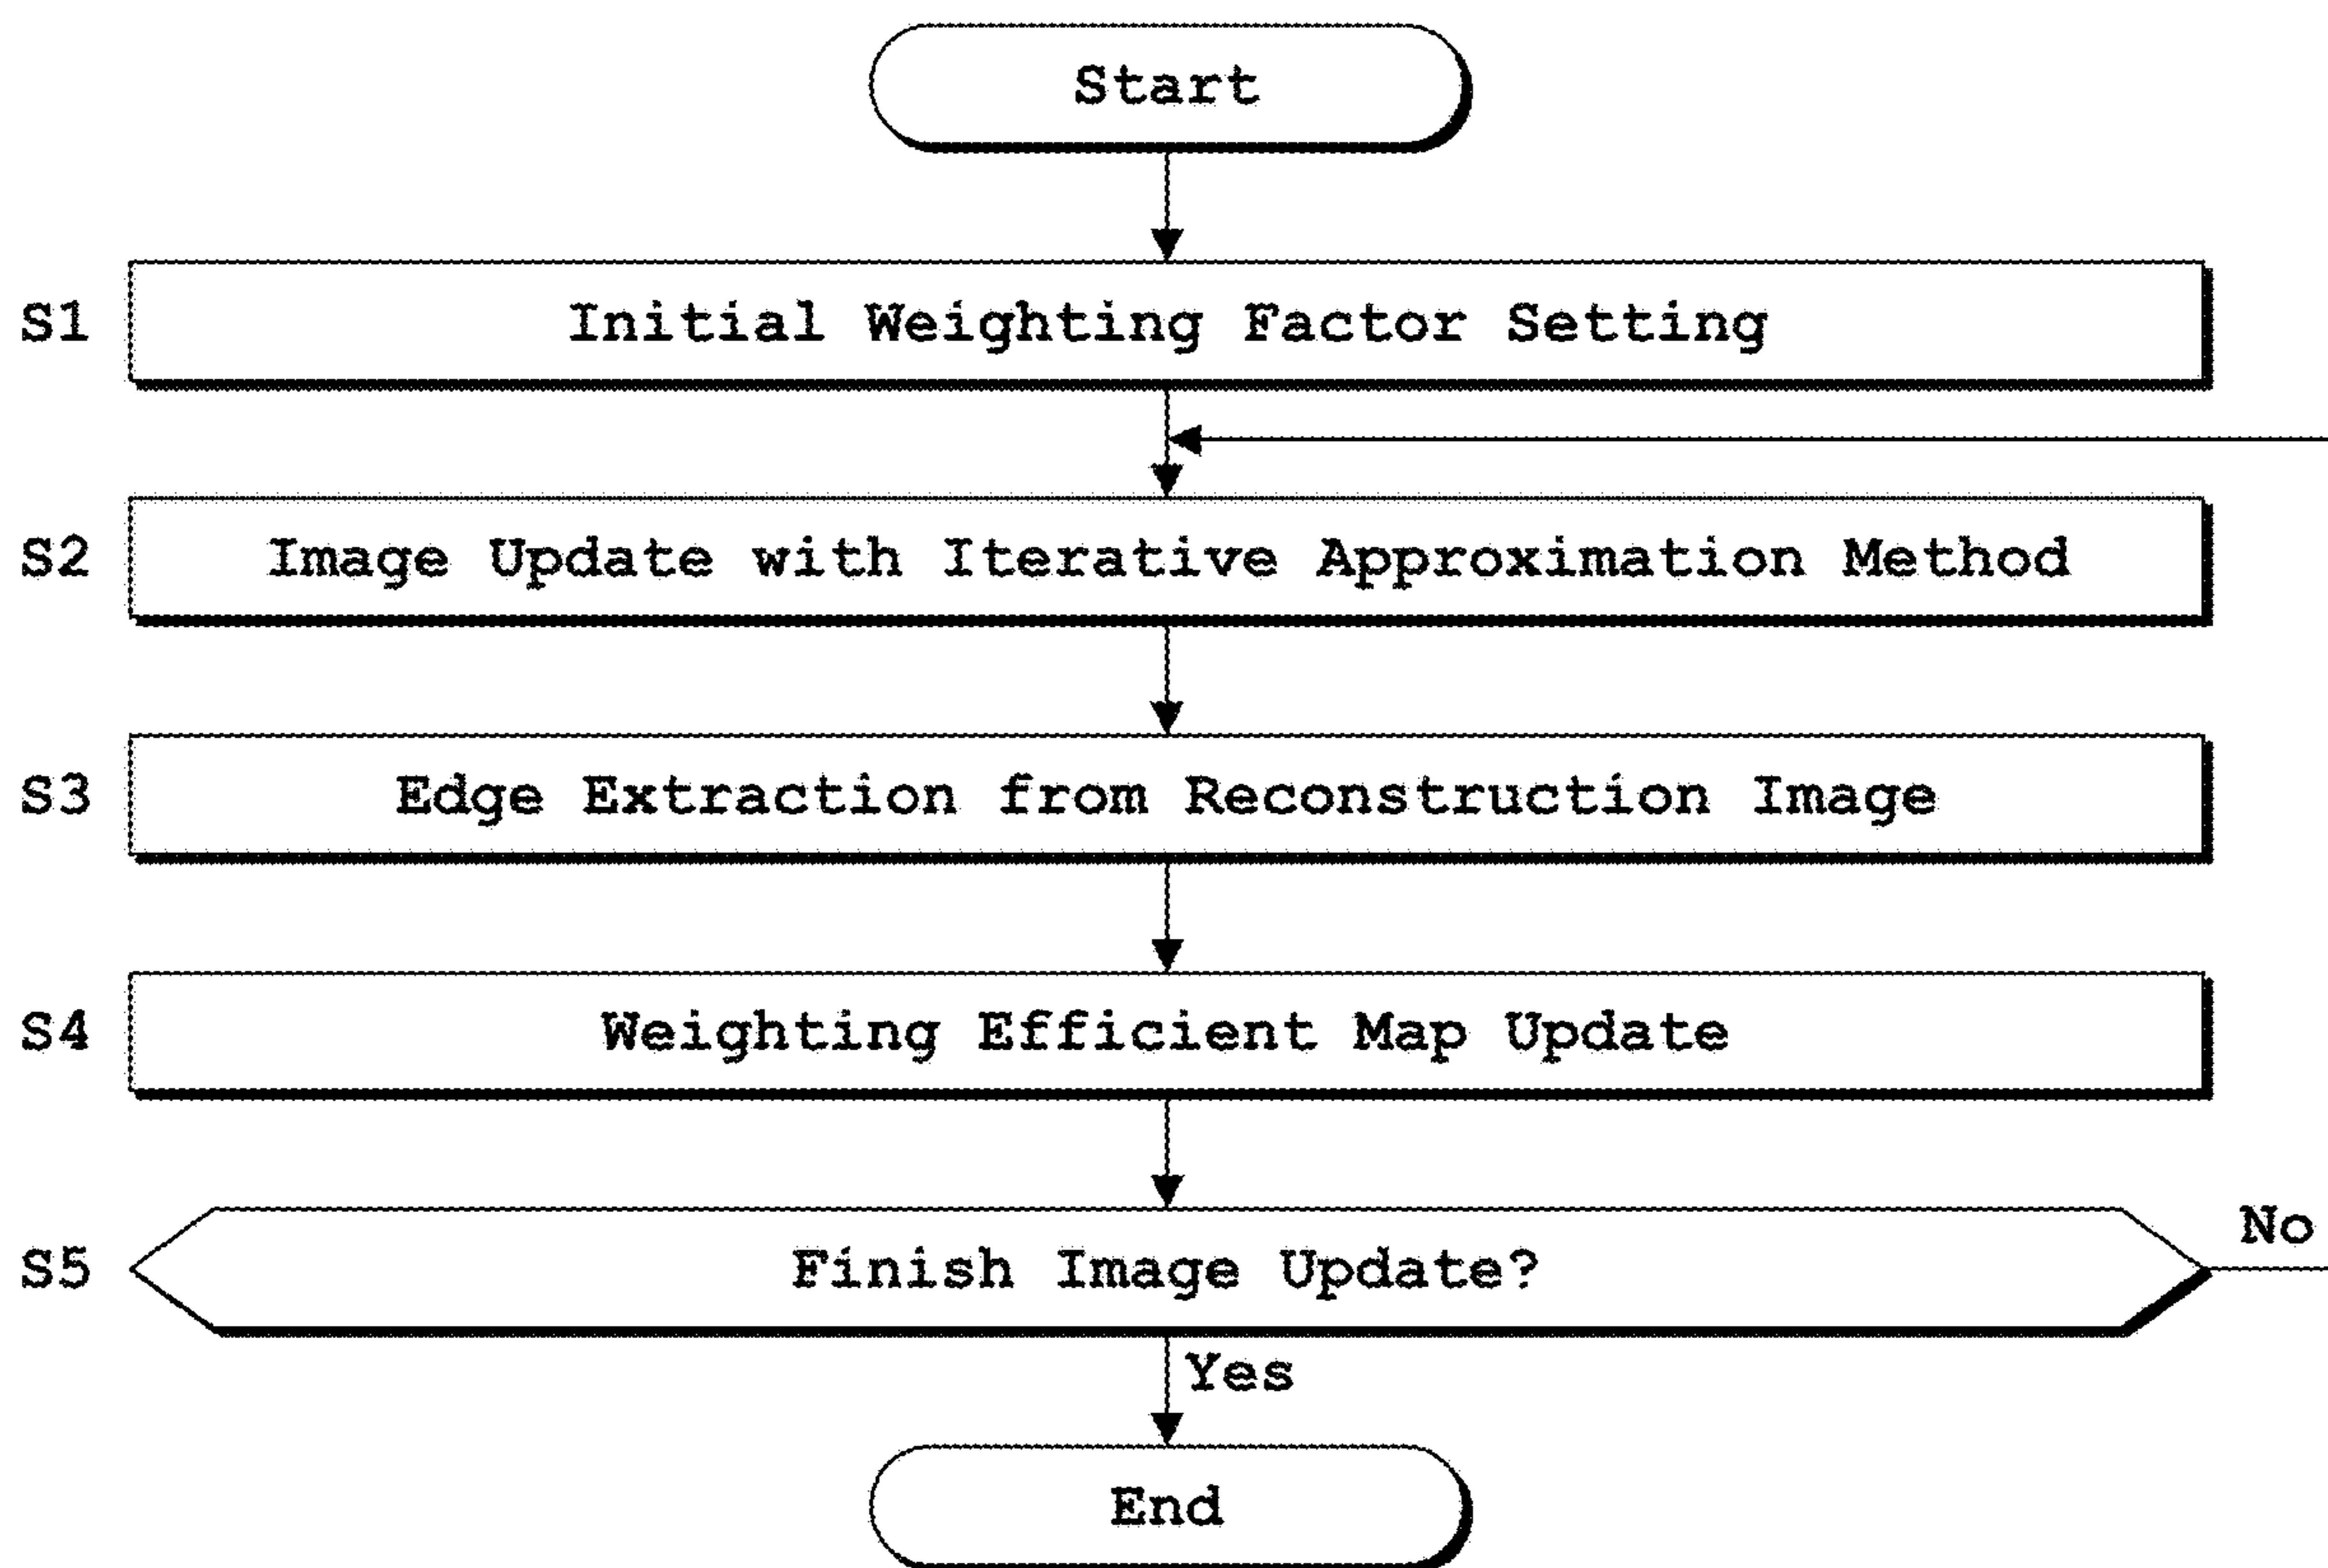 Start
S1 Initial Weighting Factor Setting
S2 Image Update with Iterative Approximation Method
S3 Edge Extraction from Reconstruction Image
S4 Weighting Efficient Map Update
S5 Finish Image Update? No
Yes
End